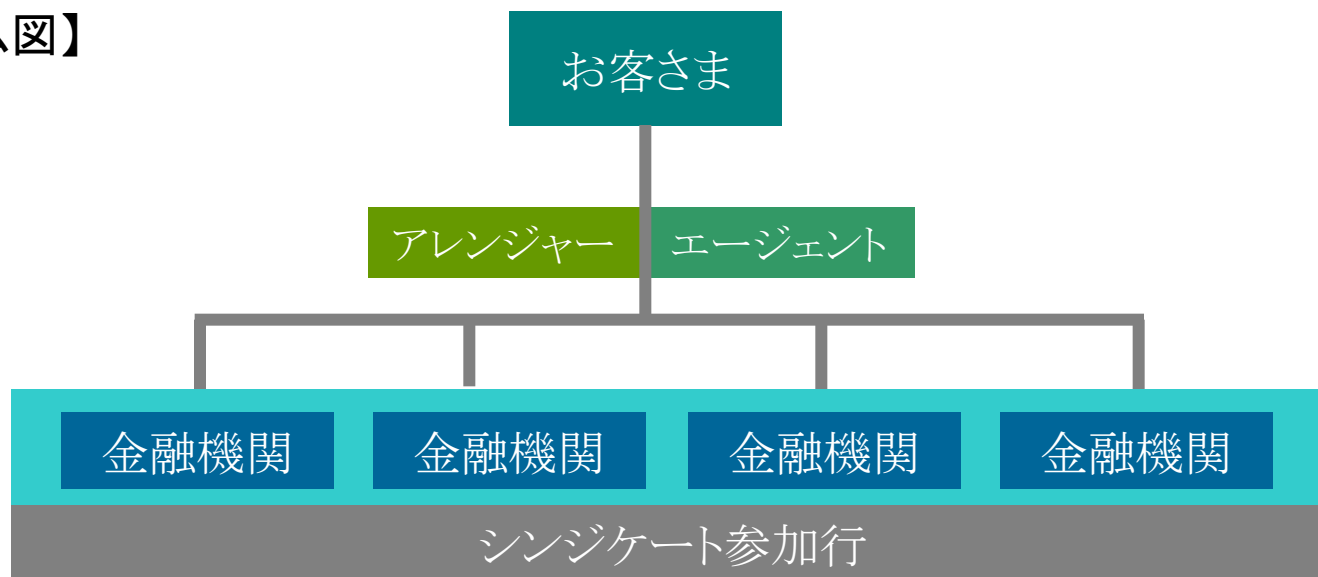 図】
お客さま
アレンジャー エージェント
金融機関 金融機関 金融機関 金融機関
シンジケート参加行